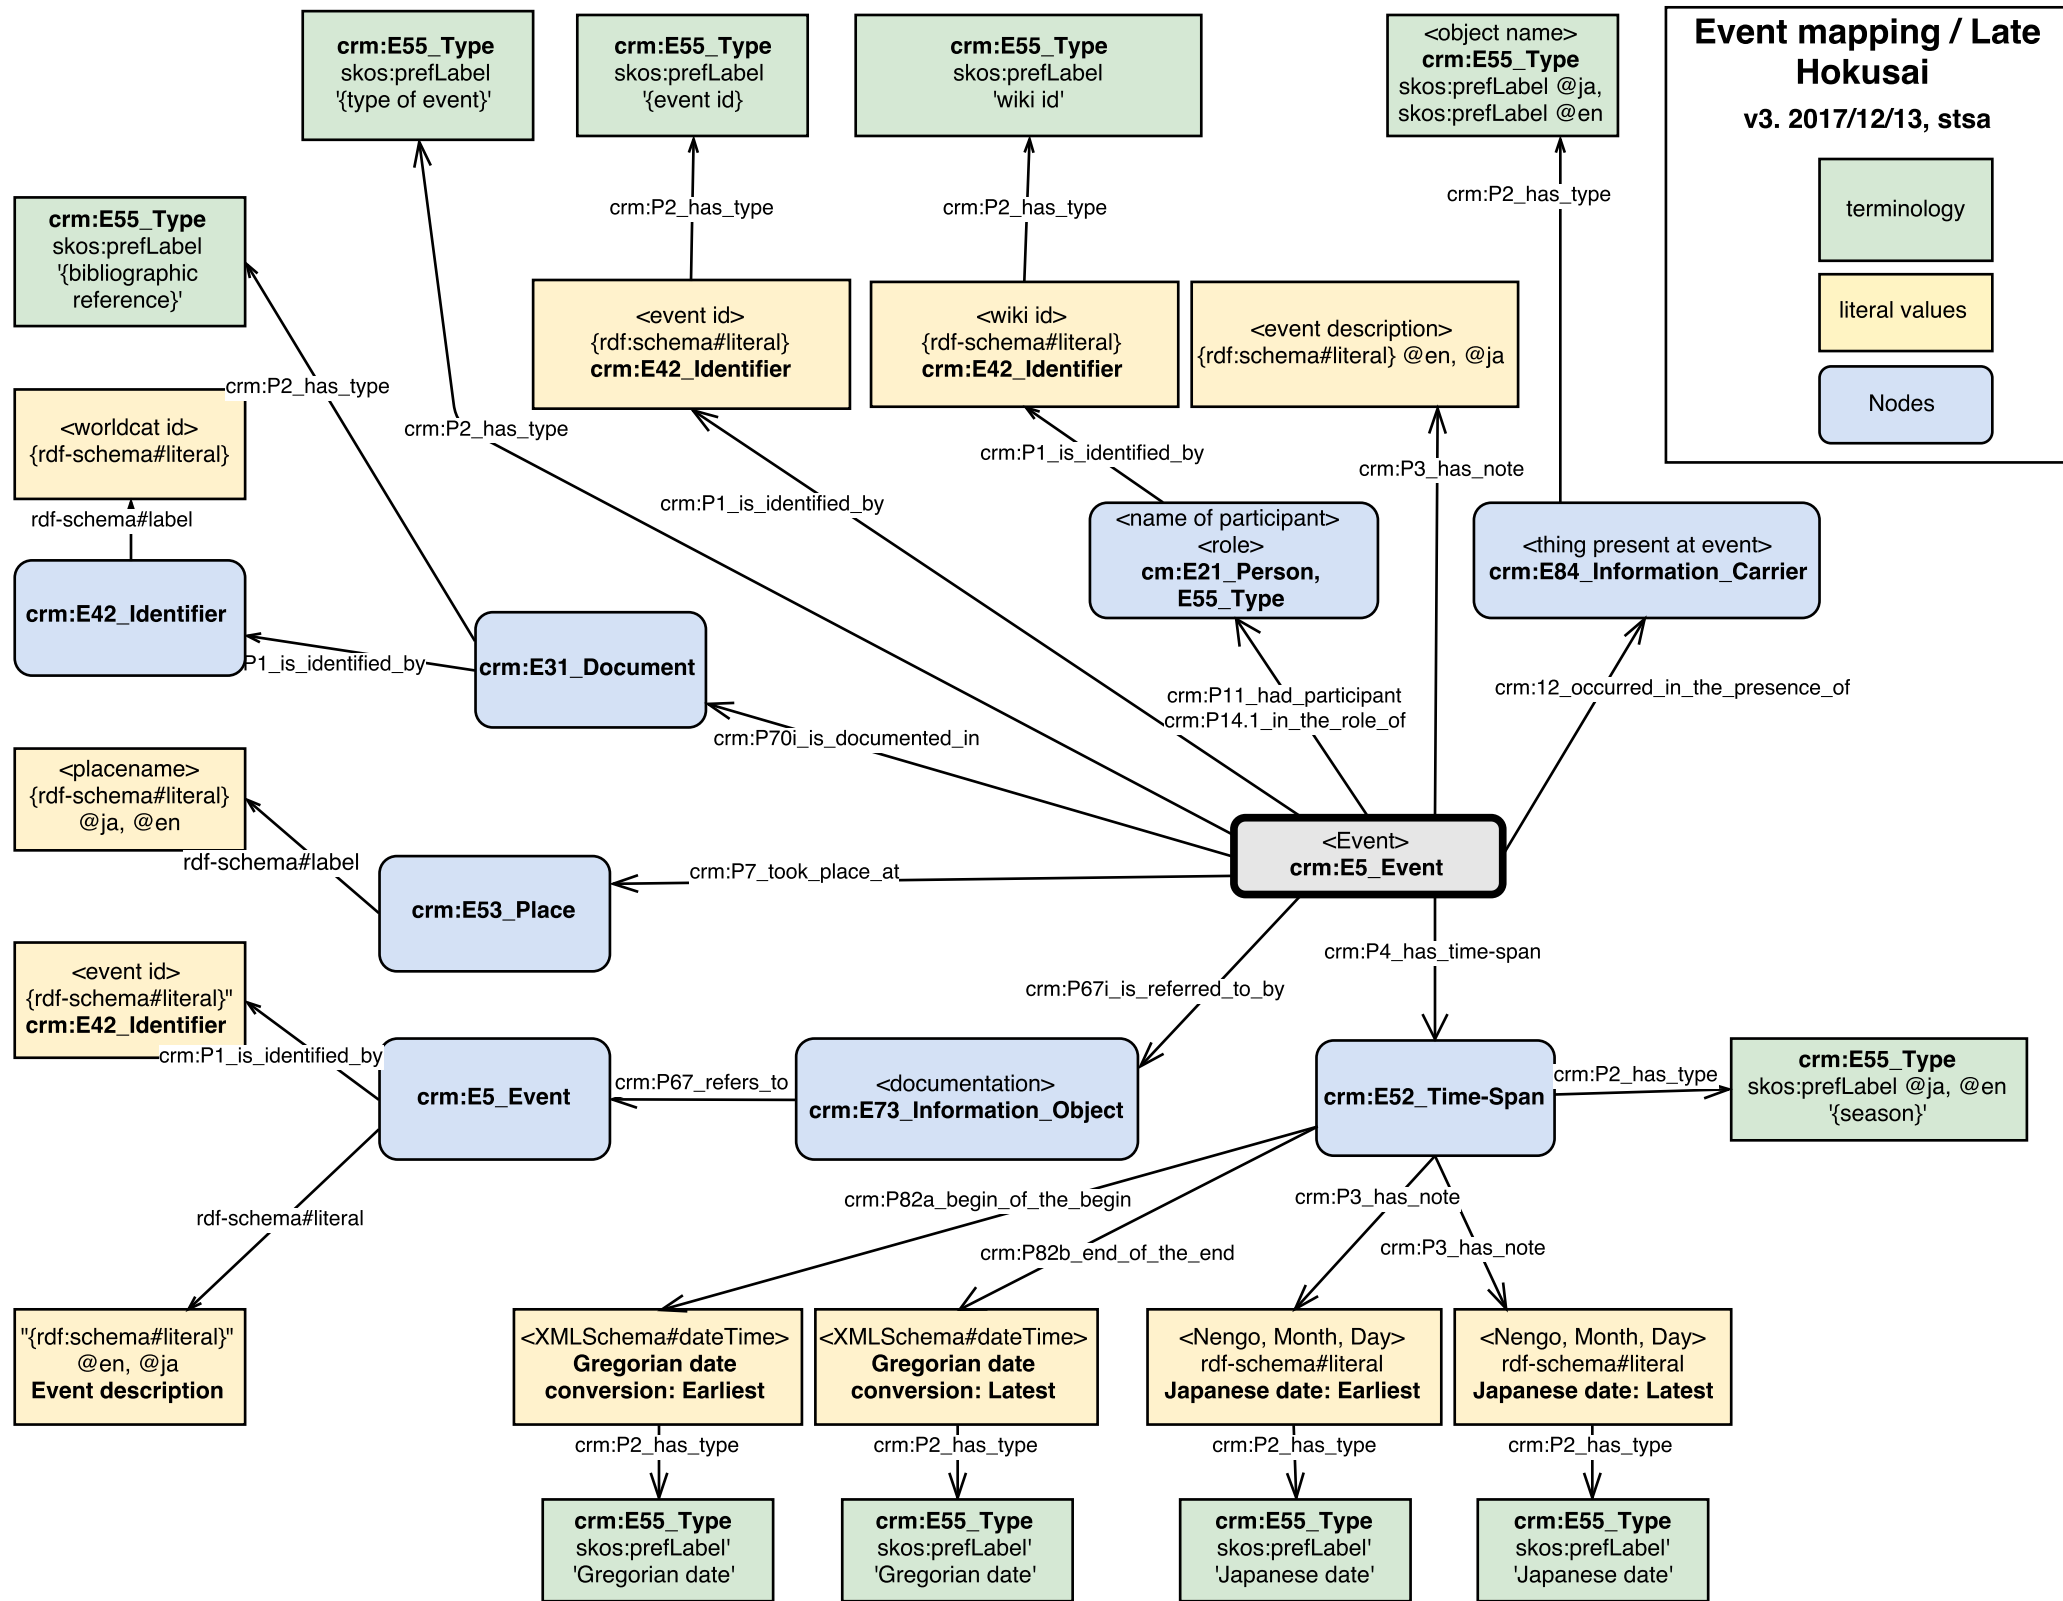 crm:E55_Type
skos:prefLabel
'{type of event}'
crm:E55_Type
skos:prefLabel
'{event id}
crm:E55_Type
skos:prefLabel
'wiki id'
<object name>
crm:E55_Type
skos:prefLabel @ja,
skos:prefLabel @en
Event mapping / Late
Hokusai
v3. 2017/12/13, stsa
terminology
literal values
Nodes
crm:P2_has_type
crm:P2_has_type
crm:P2_has_type
crm:E55_Type
skos:prefLabel
'{bibliographic
reference}'
<event id>
{rdf:schema#literal}
crm:E42_Identifier
<wiki id>
{rdf-schema#literal}
crm:E42_Identifier
<event description>
{rdf:schema#literal} @en, @ja
crm:P2_has_type
crm:P2_has_type
<worldcat id>
{rdf-schema#literal}
crm:P1_is_identified_by
crm:P3_has_note
crm:P1_is_identified_by
rdf-schema#label
<name of participant>
<role>
cm:E21_Person,
E55_Type
<thing present at event>
crm:E84_Information_Carrier
crm:E42_Identifier
P1_is_identified_by
crm:E31_Document
crm:P11_had_participant
crm:P14.1_in_the_role_of
crm:12_occurred_in_the_presence_of
crm:P70i_is_documented_in
<placename>
{rdf-schema#literal}
@ja, @en
rdf-schema#label
crm:P7_took_place_at
<Event>
crm:E5_Event
crm:E53_Place
crm:P4_has_time-span
<event id>
{rdf-schema#literal}"
crm:E42_Identifier
crm:P67i_is_referred_to_by
crm:P1_is_identified_by
crm:E5_Event
crm:P67_refers_to
<documentation>
crm:E73_Information_Object
crm:E52_Time-Span
crm:P2_has_type
crm:E55_Type
skos:prefLabel @ja, @en
'{season}'
rdf-schema#literal
crm:P82a_begin_of_the_begin
crm:P3_has_note
crm:P82b_end_of_the_end
crm:P3_has_note
"{rdf:schema#literal}"
@en, @ja
Event description
<XMLSchema#dateTime>
Gregorian date
conversion: Earliest
<XMLSchema#dateTime>
Gregorian date
conversion: Latest
<Nengo, Month, Day>
rdf-schema#literal
Japanese date: Earliest
<Nengo, Month, Day>
rdf-schema#literal
Japanese date: Latest
crm:P2_has_type
crm:P2_has_type
crm:P2_has_type
crm:P2_has_type
crm:E55_Type
skos:prefLabel'
'Gregorian date'
crm:E55_Type
skos:prefLabel'
'Gregorian date'
crm:E55_Type
skos:prefLabel'
'Japanese date'
crm:E55_Type
skos:prefLabel'
'Japanese date'